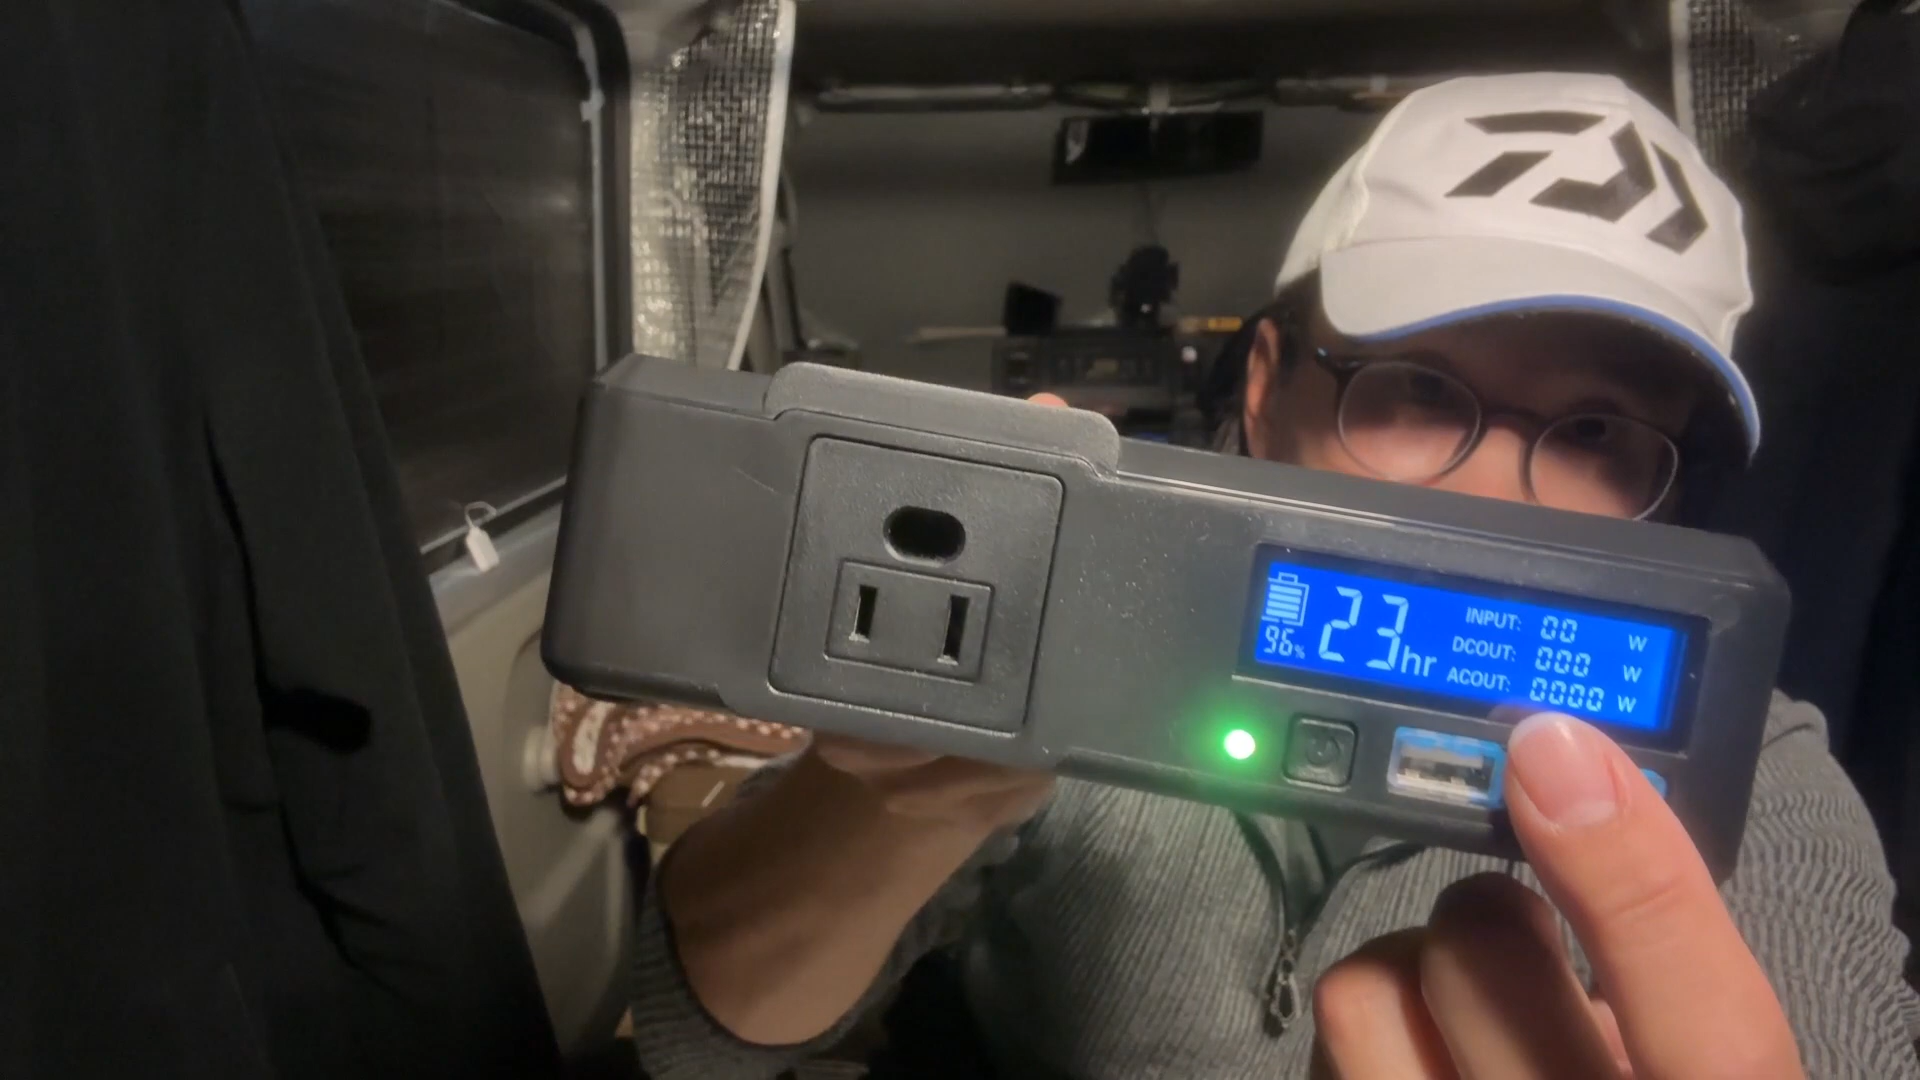 96%
23hr
INPUT: 00 W
DCOUT: 000 W
ACOUT: 0000 W